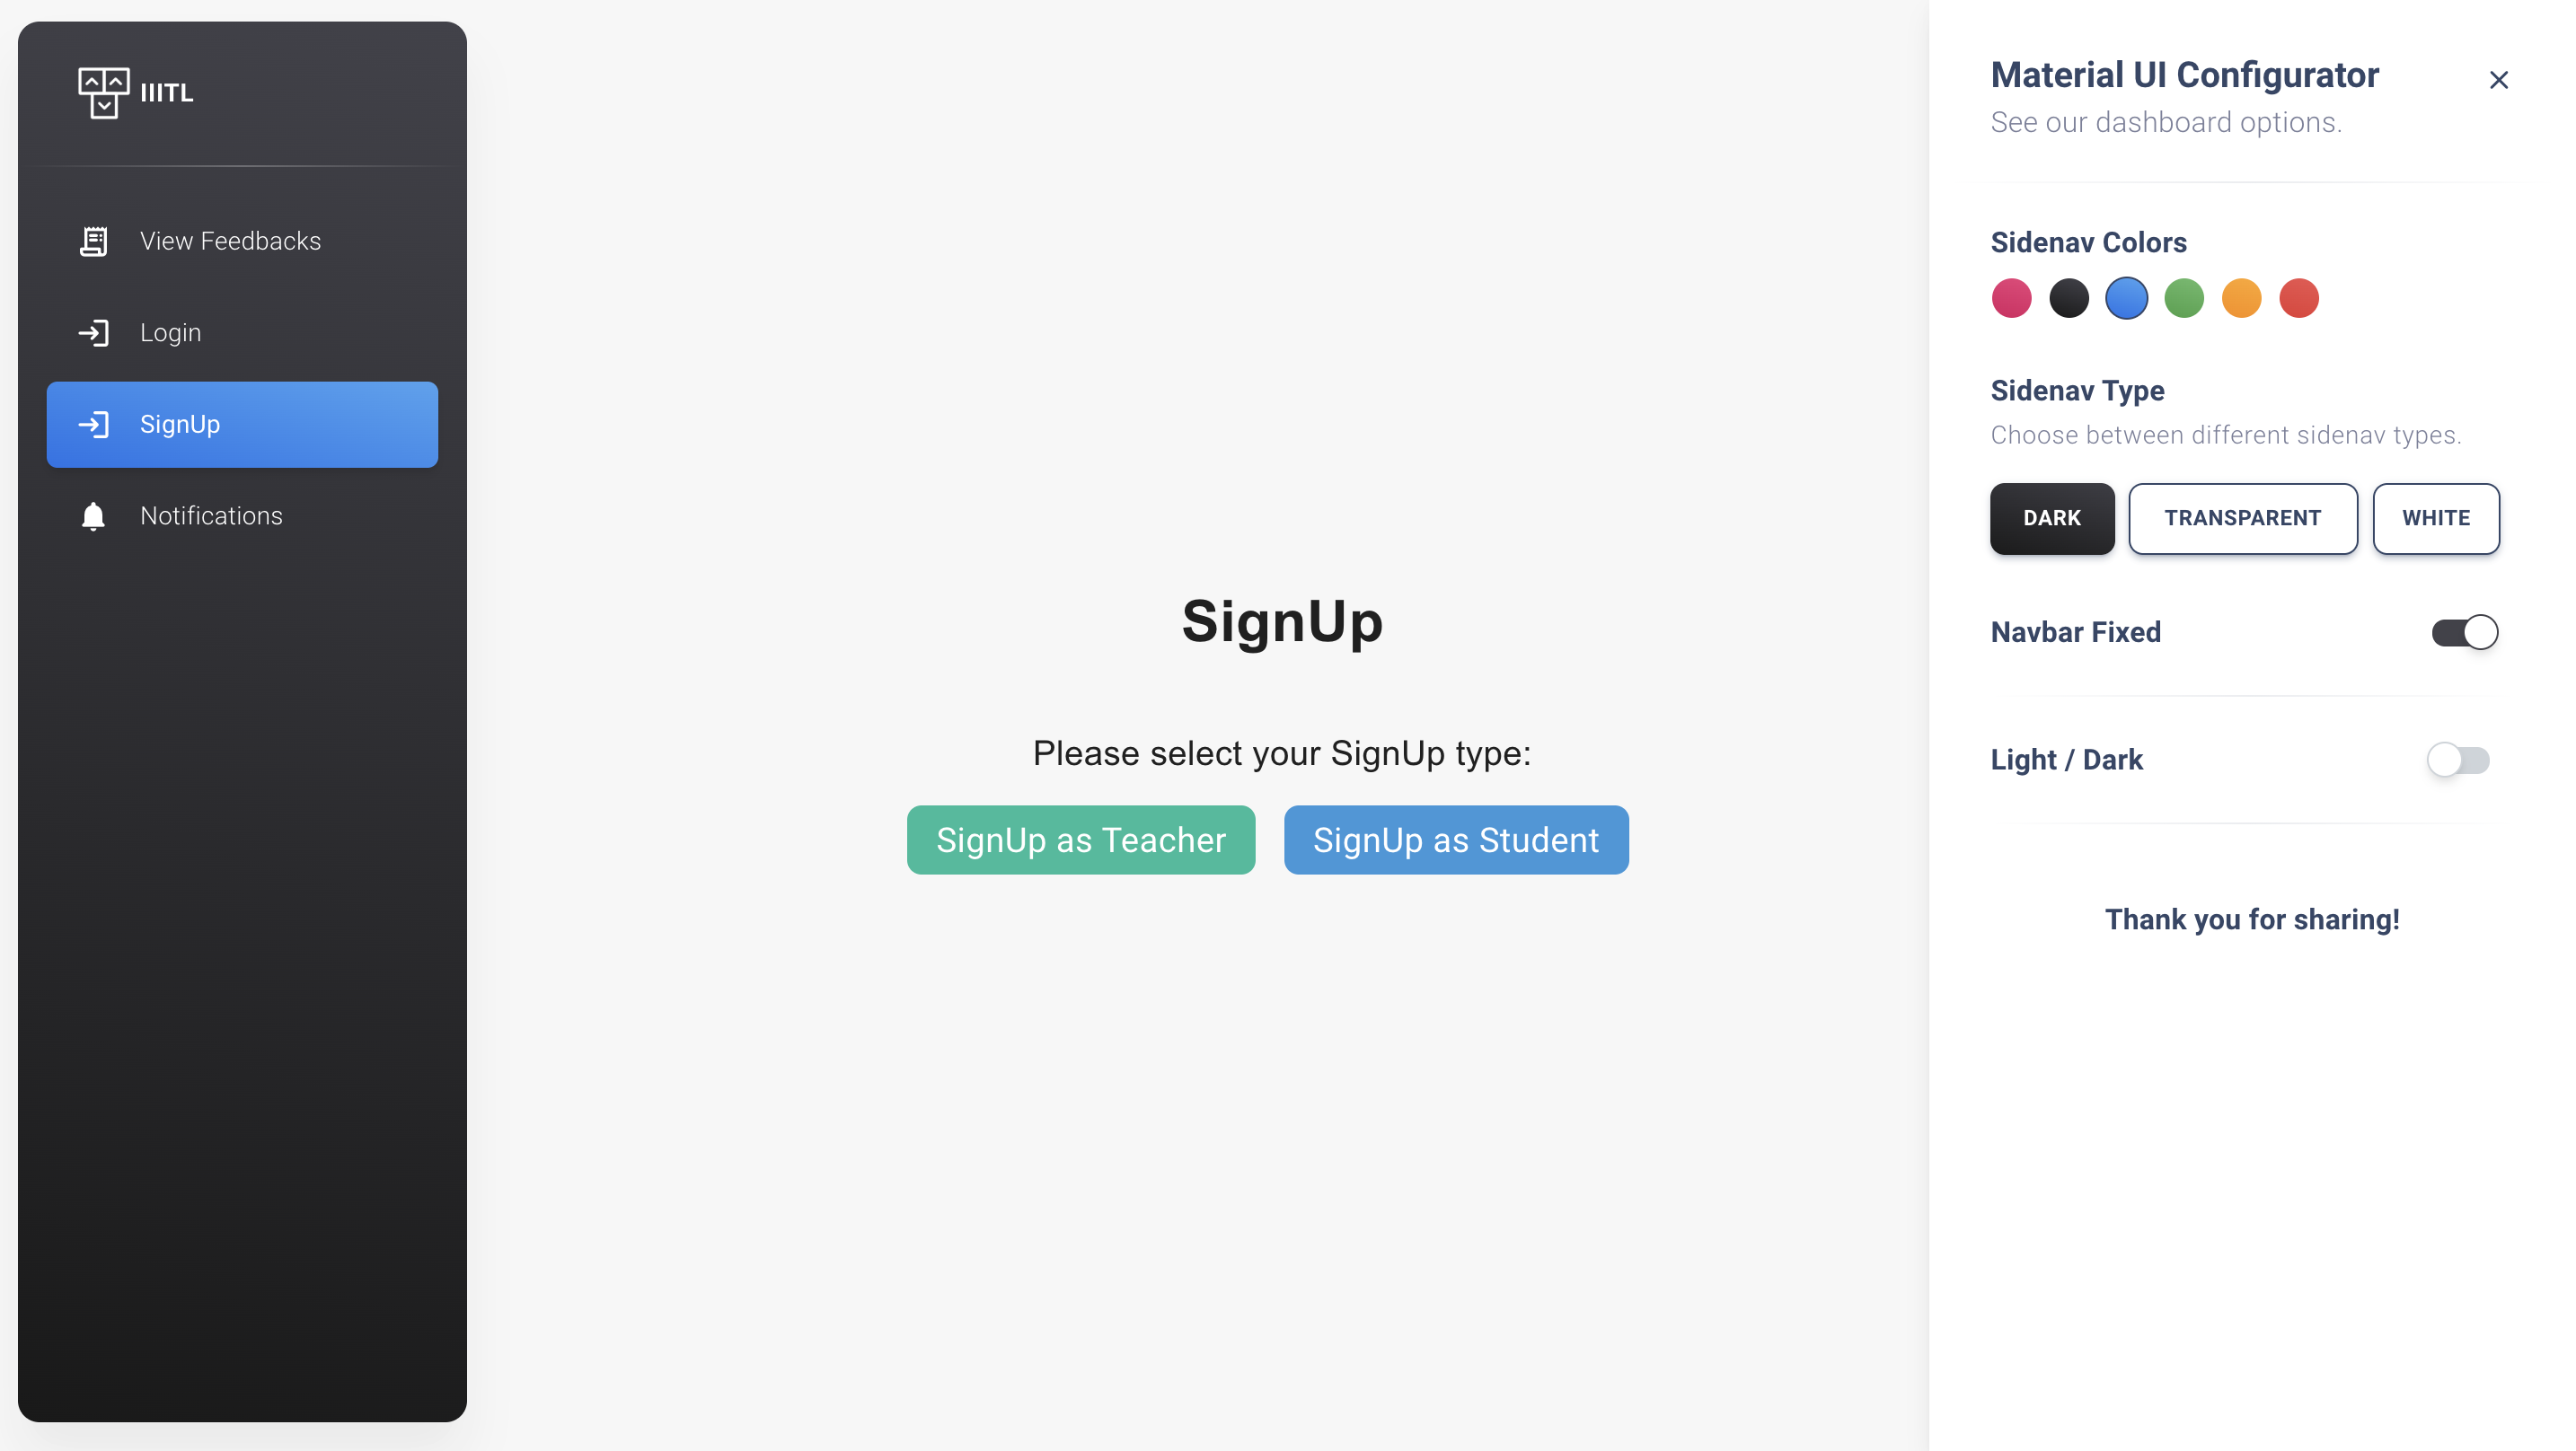 IIITL
View Feedbacks
Login
SignUp
Notifications
SignUp
Please select your SignUp type:
SignUp as Teacher
SignUp as Student
Material UI Configurator
See our dashboard options.
Sidenav Colors
Sidenav Type
Choose between different sidenav types.
DARK
TRANSPARENT
WHITE
Navbar Fixed
Light / Dark
Thank you for sharing!